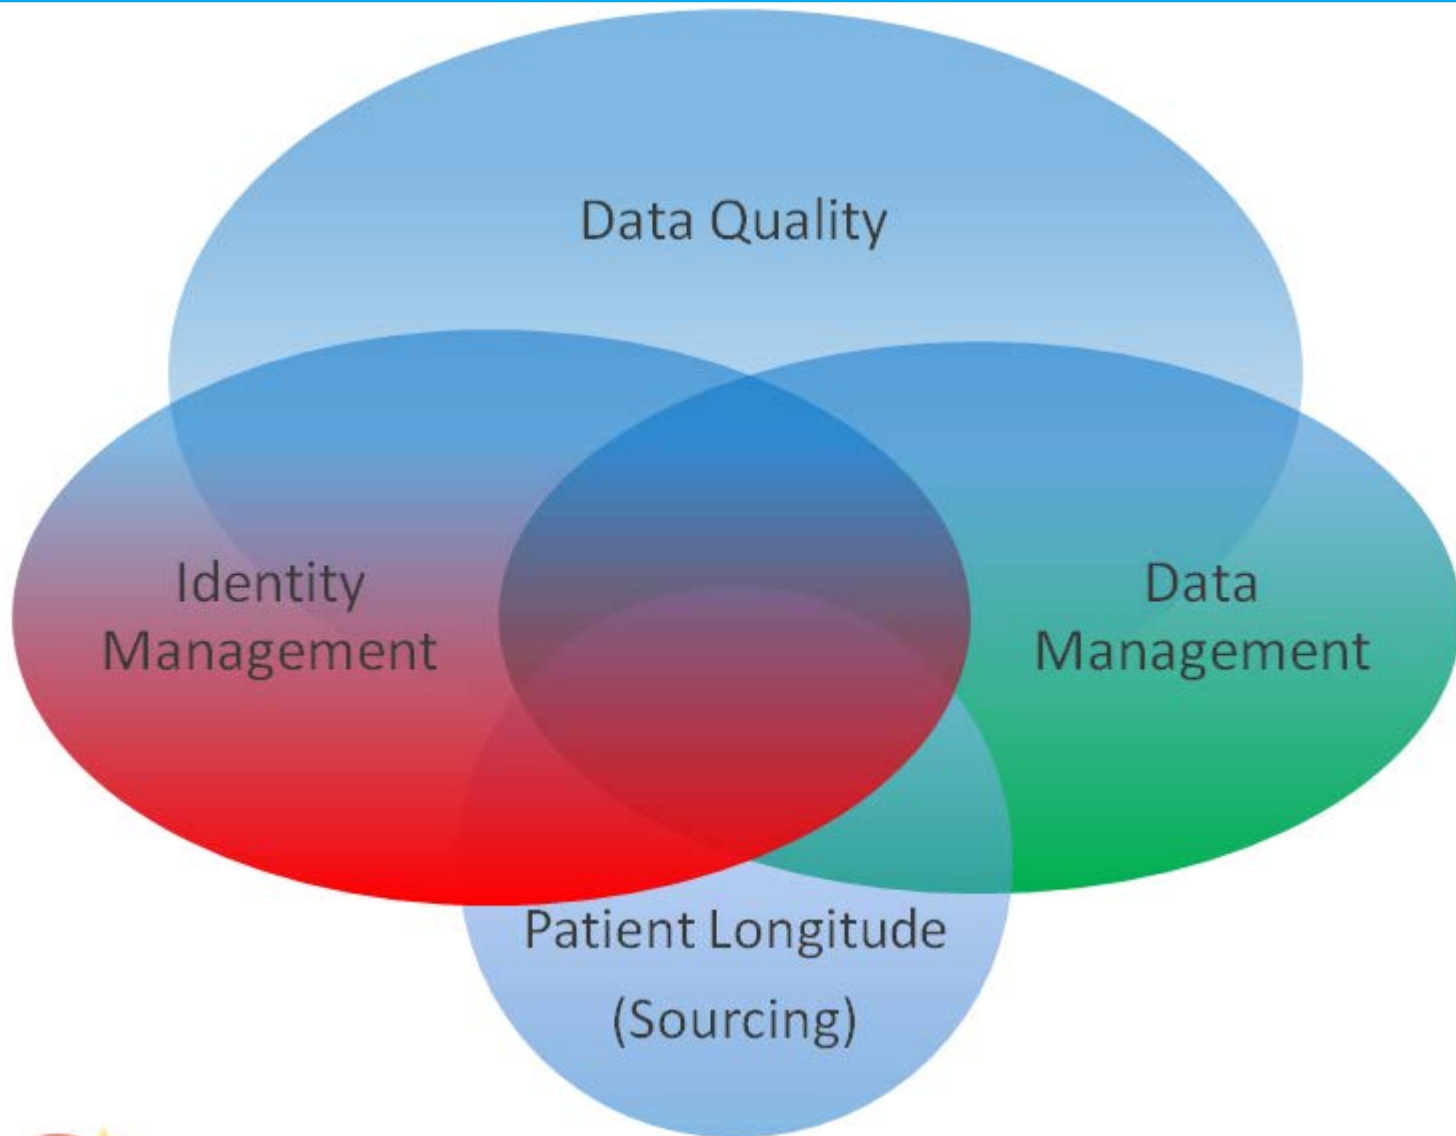 Data Quality
Identity
Management
Data
Management
Patient Longitude
(Sourcing)